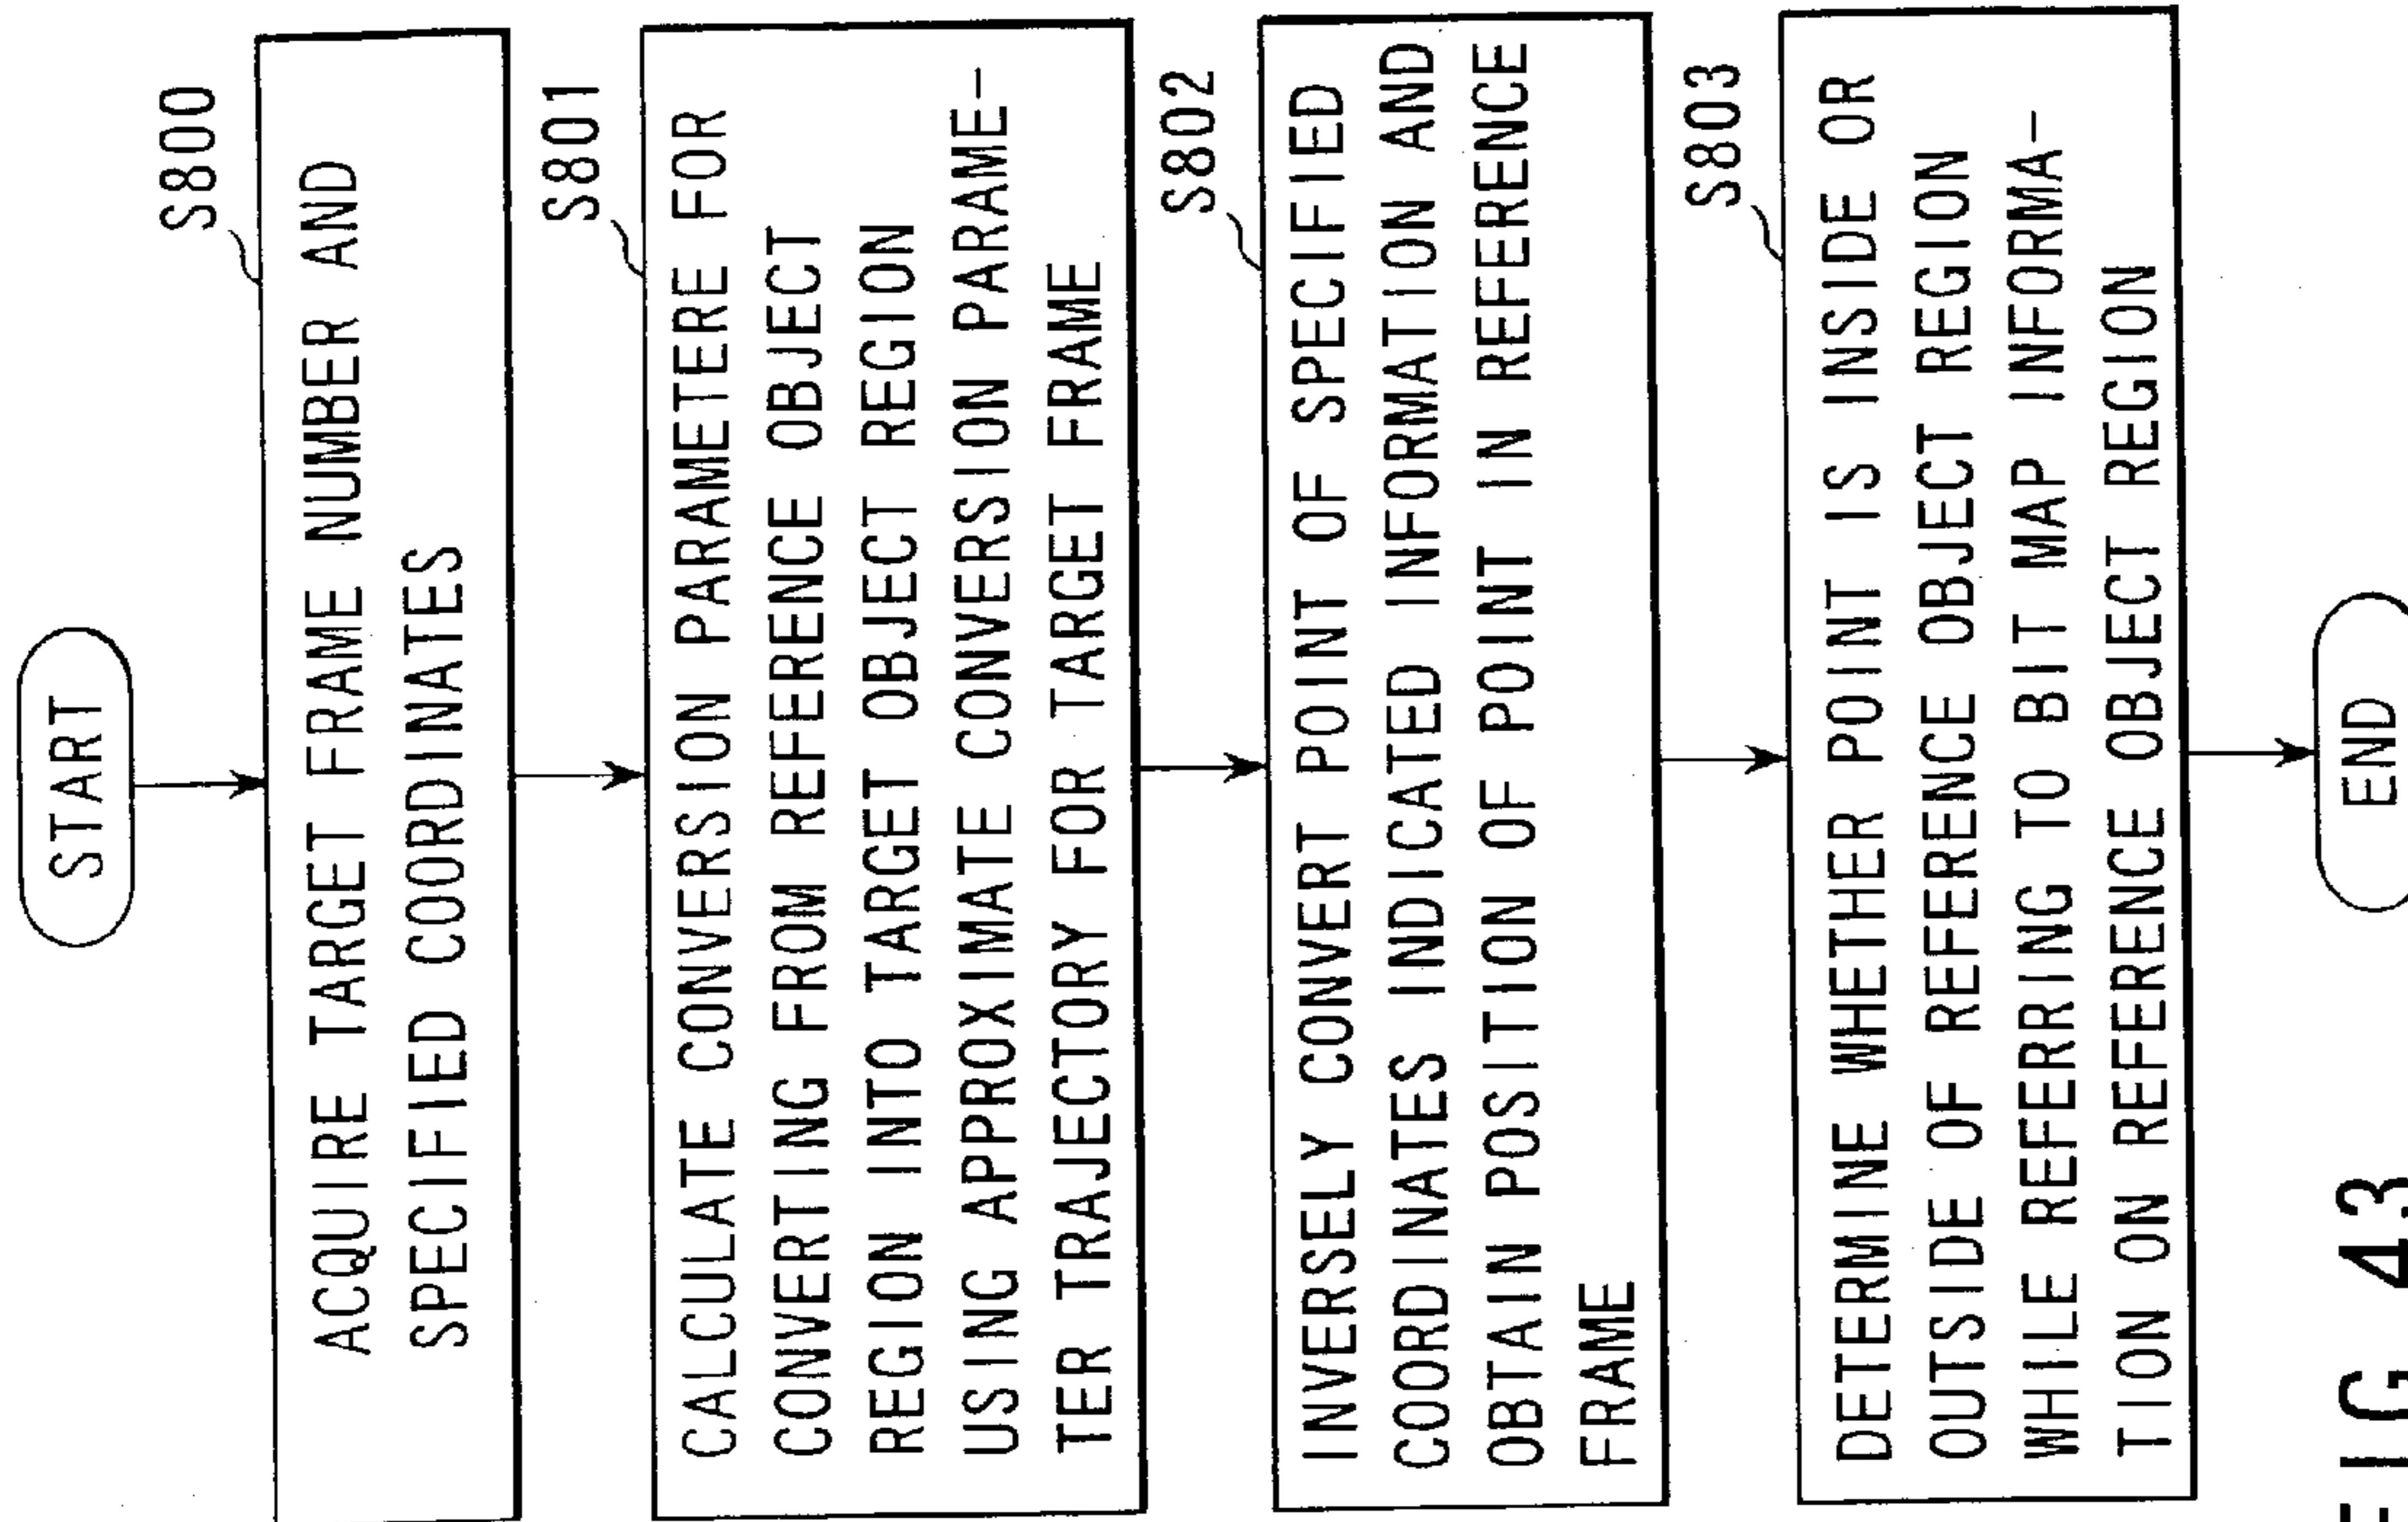 START
S800
ACQUIRE TARGET FRAME NUMBER AND
SPECIFIED COORDINATES
S801
CALCULATE CONVERSION PARAMETERE FOR
CONVERTING FROM REFERENCE OBJECT
REGION INTO TARGET OBJECT REGION
USING APPROXIMATE CONVERSION PARAME-
TER TRAJECTORY FOR TARGET FRAME
S802
INVERSELY CONVERT POINT OF SPECIFIED
COORDINATES INDICATED INFORMATION AND
OBTAIN POSITION OF POINT IN REFERENCE
FRAME
S803
DETERMINE WHETHER POINT IS INSIDE OR
OUTSIDE OF REFERENCE OBJECT REGION
WHILE REFERRING TO BIT MAP INFORMA-
TION ON REFERENCE OBJECT REGION
END
FIG 43